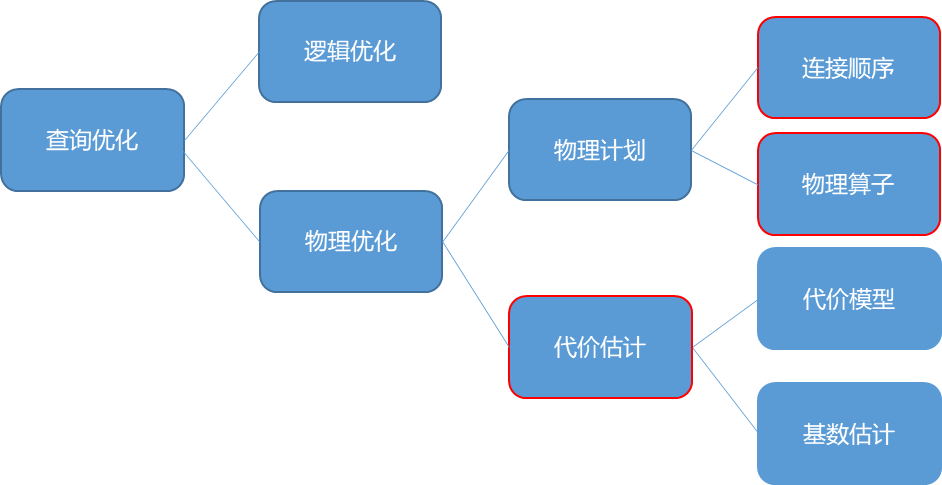 查询优化
逻辑优化
物理优化
物理计划
代价估计
连接顺序
物理算子
代价模型
基数估计